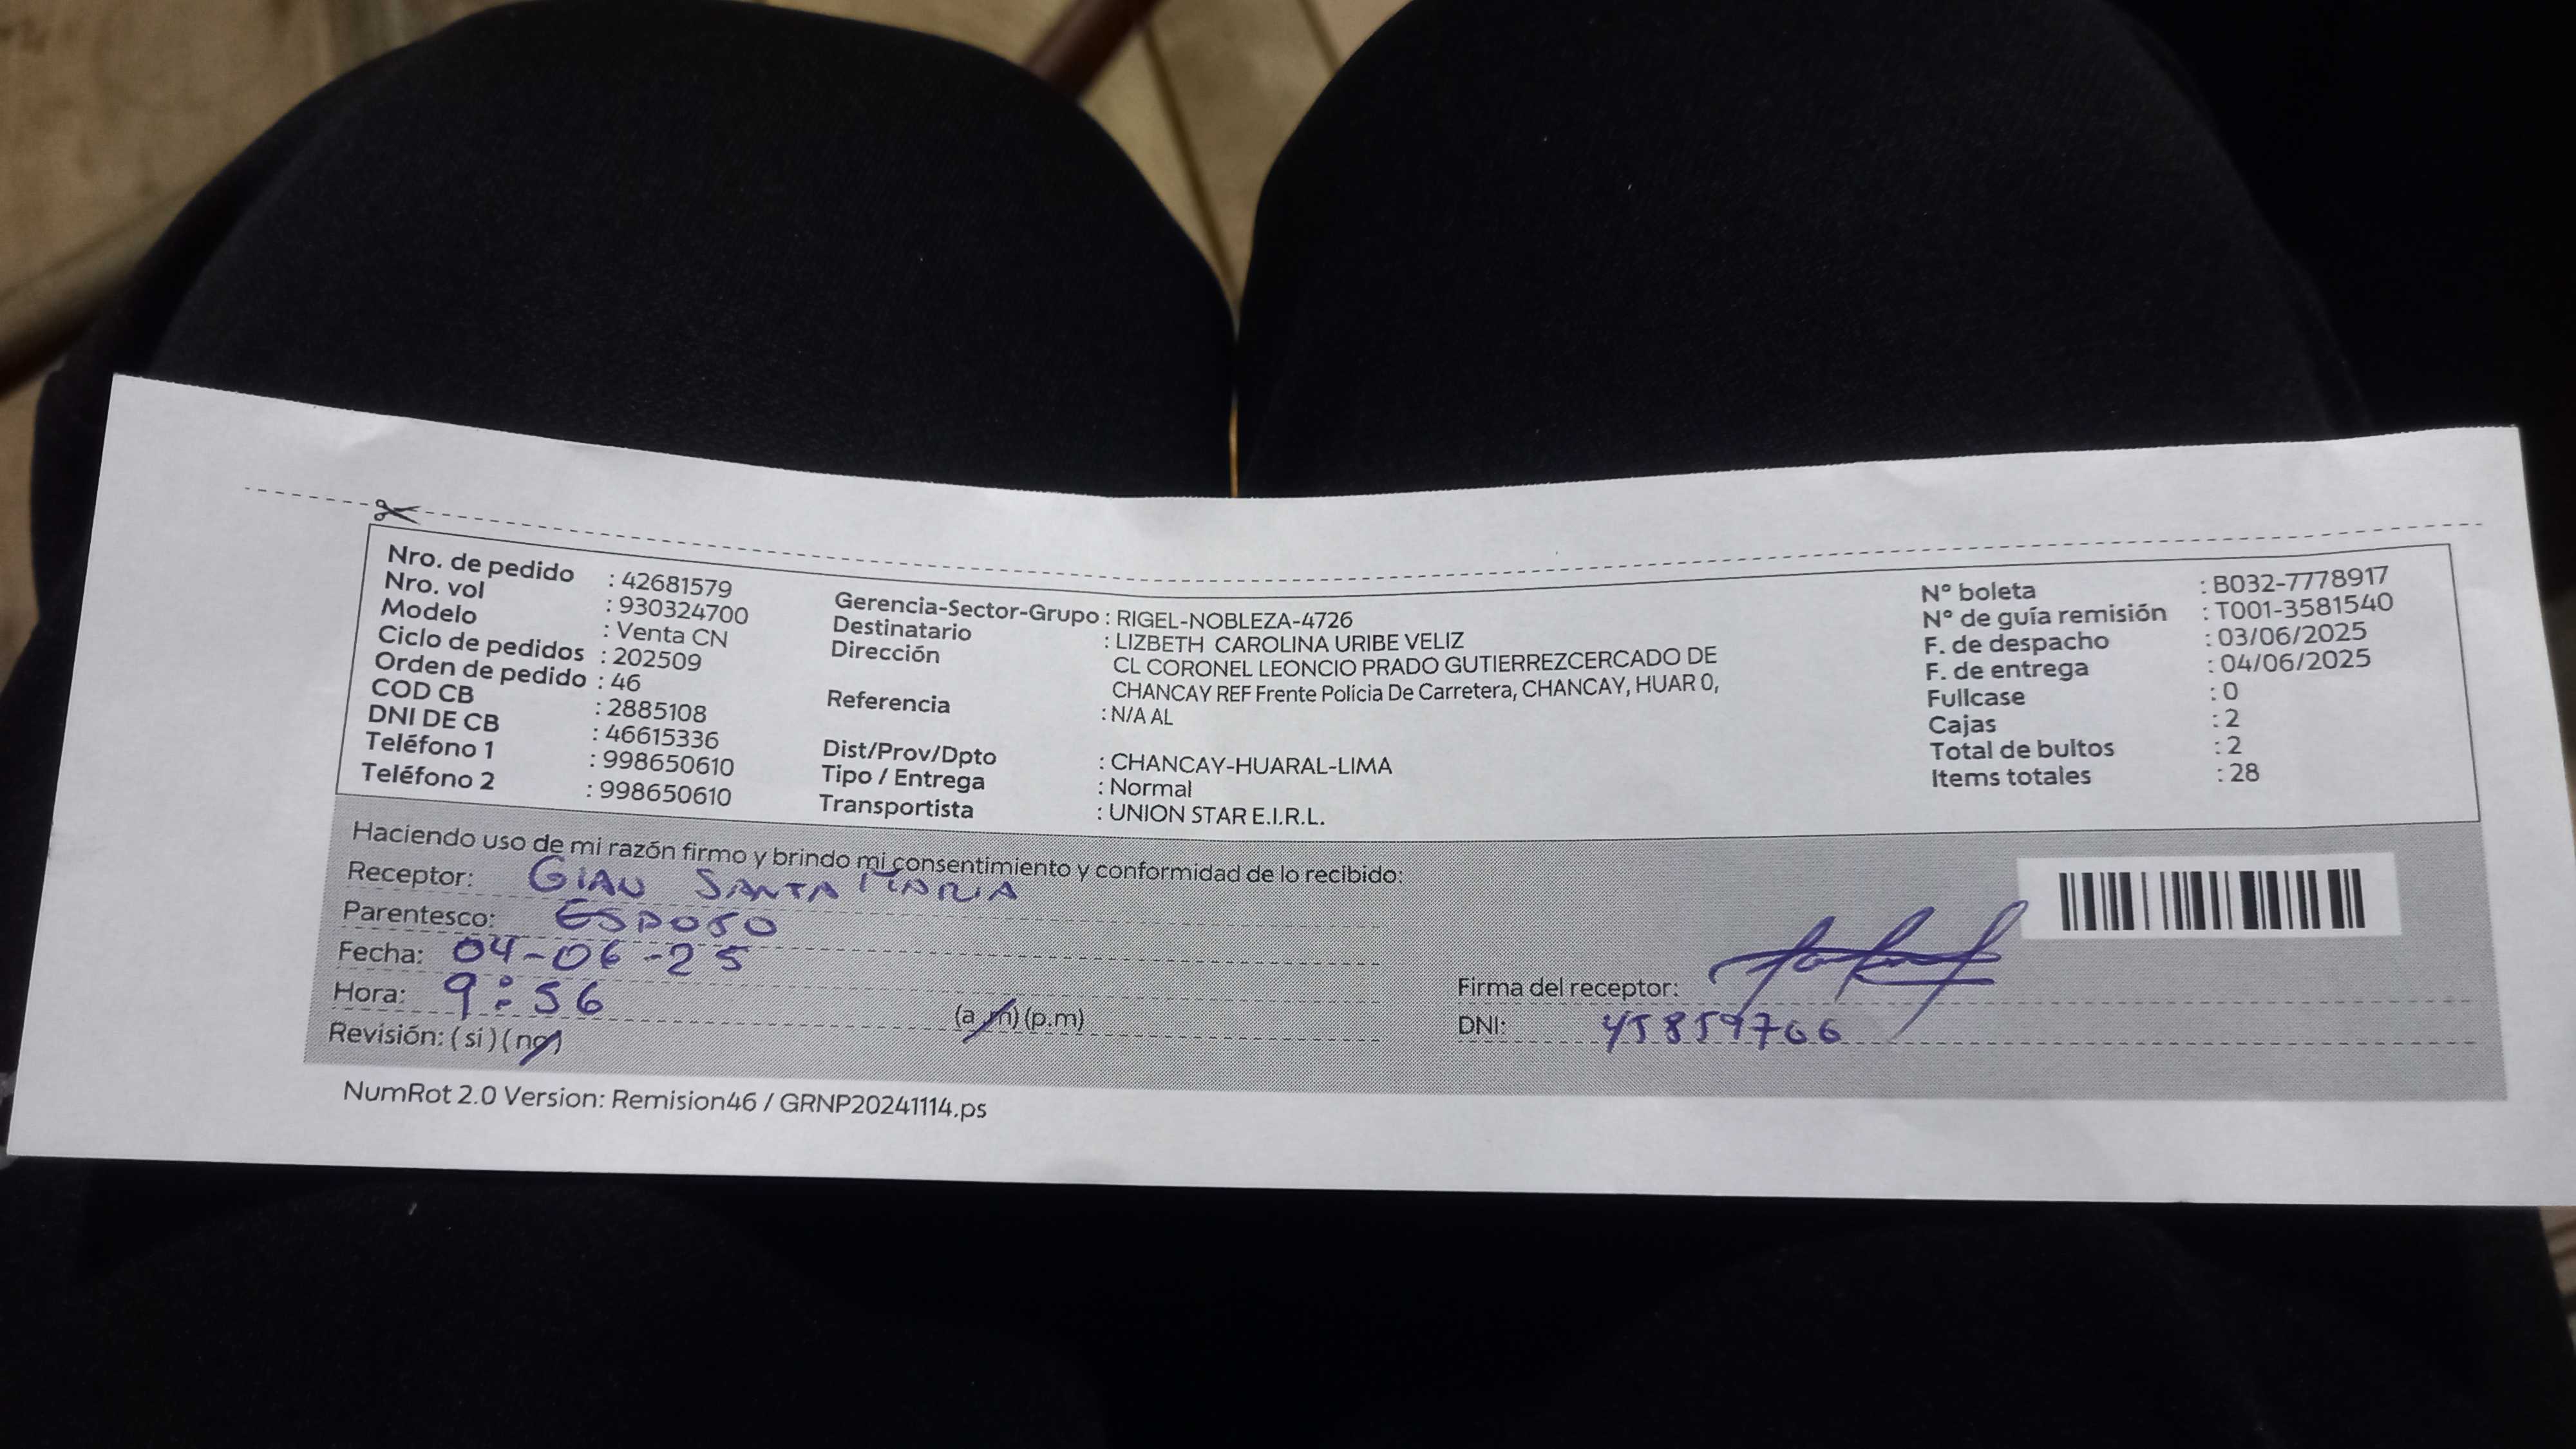 Nro. de pedido : 42681579
Nro. vol : 930324700
Modelo : Venta CN
Ciclo de pedidos : 202509
Orden de pedido : 46
COD CB : 2885108
DNI DE CB : 46615336
Teléfono 1 : 998650610
Teléfono 2 : 998650610
Gerencia-Sector-Grupo : RIGEL-NOBLEZA-4726
Destinatario : LIZBETH CAROLINA URIBE VELIZ
Dirección CL CORONEL LEONCIO PRADO GUTIERREZCERCADO DE
CHANCAY REF Frente Policia De Carretera, CHANCAY, HUAR 0,
Referencia : N/A AL
Dist/Prov/Dpto : CHANCAY-HUARAL-LIMA
Tipo / Entrega : Normal
Transportista : UNION STAR E.I.R.L.
N° boleta : B032-7778917
N° de guía remisión : T001-3581540
F. de despacho : 03/06/2025
F. de entrega : 04/06/2025
Fullcase : 0
Cajas : 2
Total de bultos : 2
Items totales : 28
Haciendo uso de mi razón firmo y brindo mi consentimiento y conformidad de lo recibido:
Receptor: GIAN SANTA MARIA
Parentesco: ESPOSO
Fecha: 04-06-25
Hora: 9:56 (a.m) (p.m)
Revisión: (si) (no)
Firma del receptor:
DNI: 45859766
NumRot 2.0 Version: Remision46 / GRNP20241114.ps